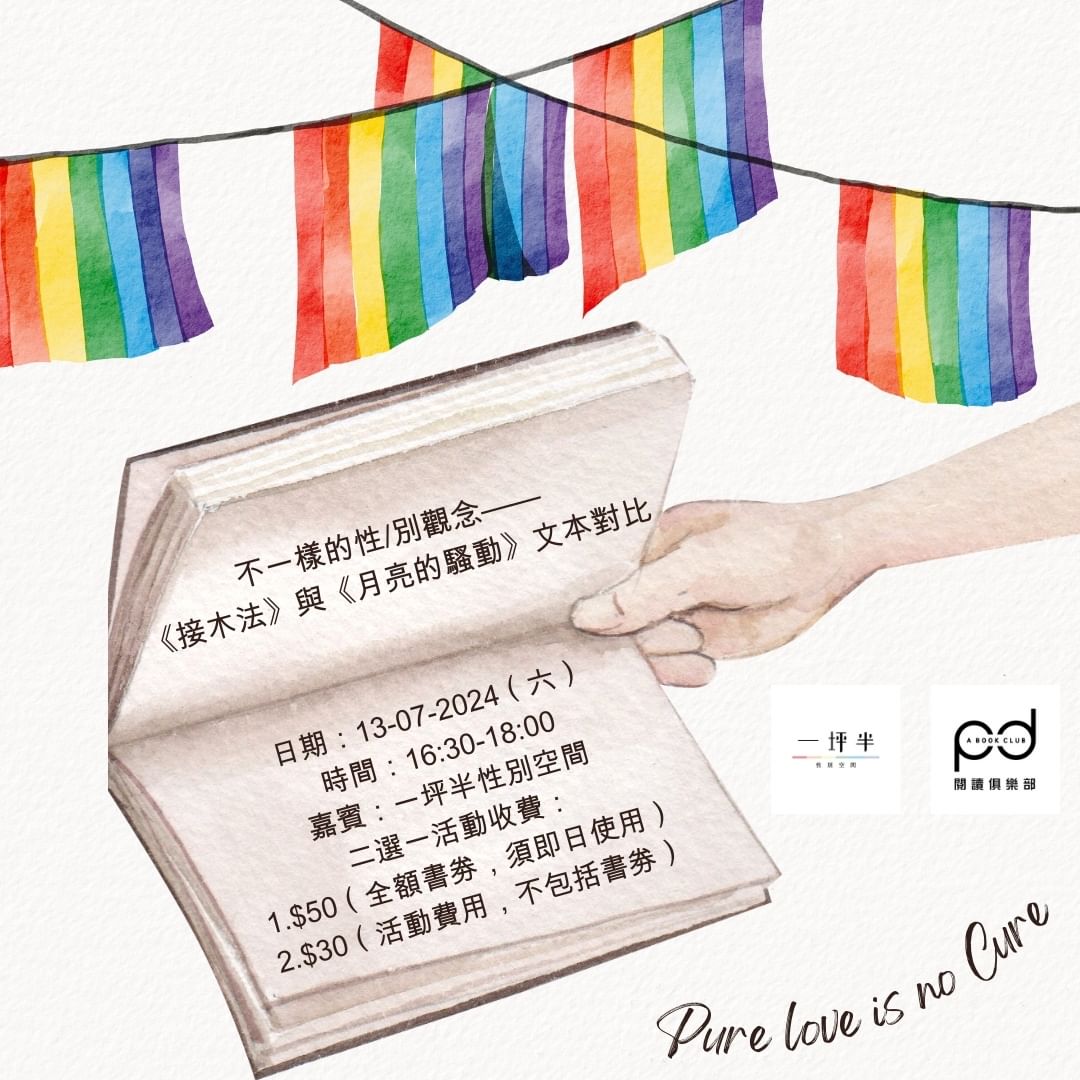 不一樣的性/別觀念——
《接木法》與《月亮的騷動》文本對比
日期：13-07-2024（六）
時間：16:30-18:00
嘉賓：一坪半性別空間
二選一活動收費：
1.$50（全額書券，須即日使用）
2.$30（活動費用，不包括書券）
一坪半
性別空間
pd
A BOOK CLUB
閱讀俱樂部
Pure love is no Cure